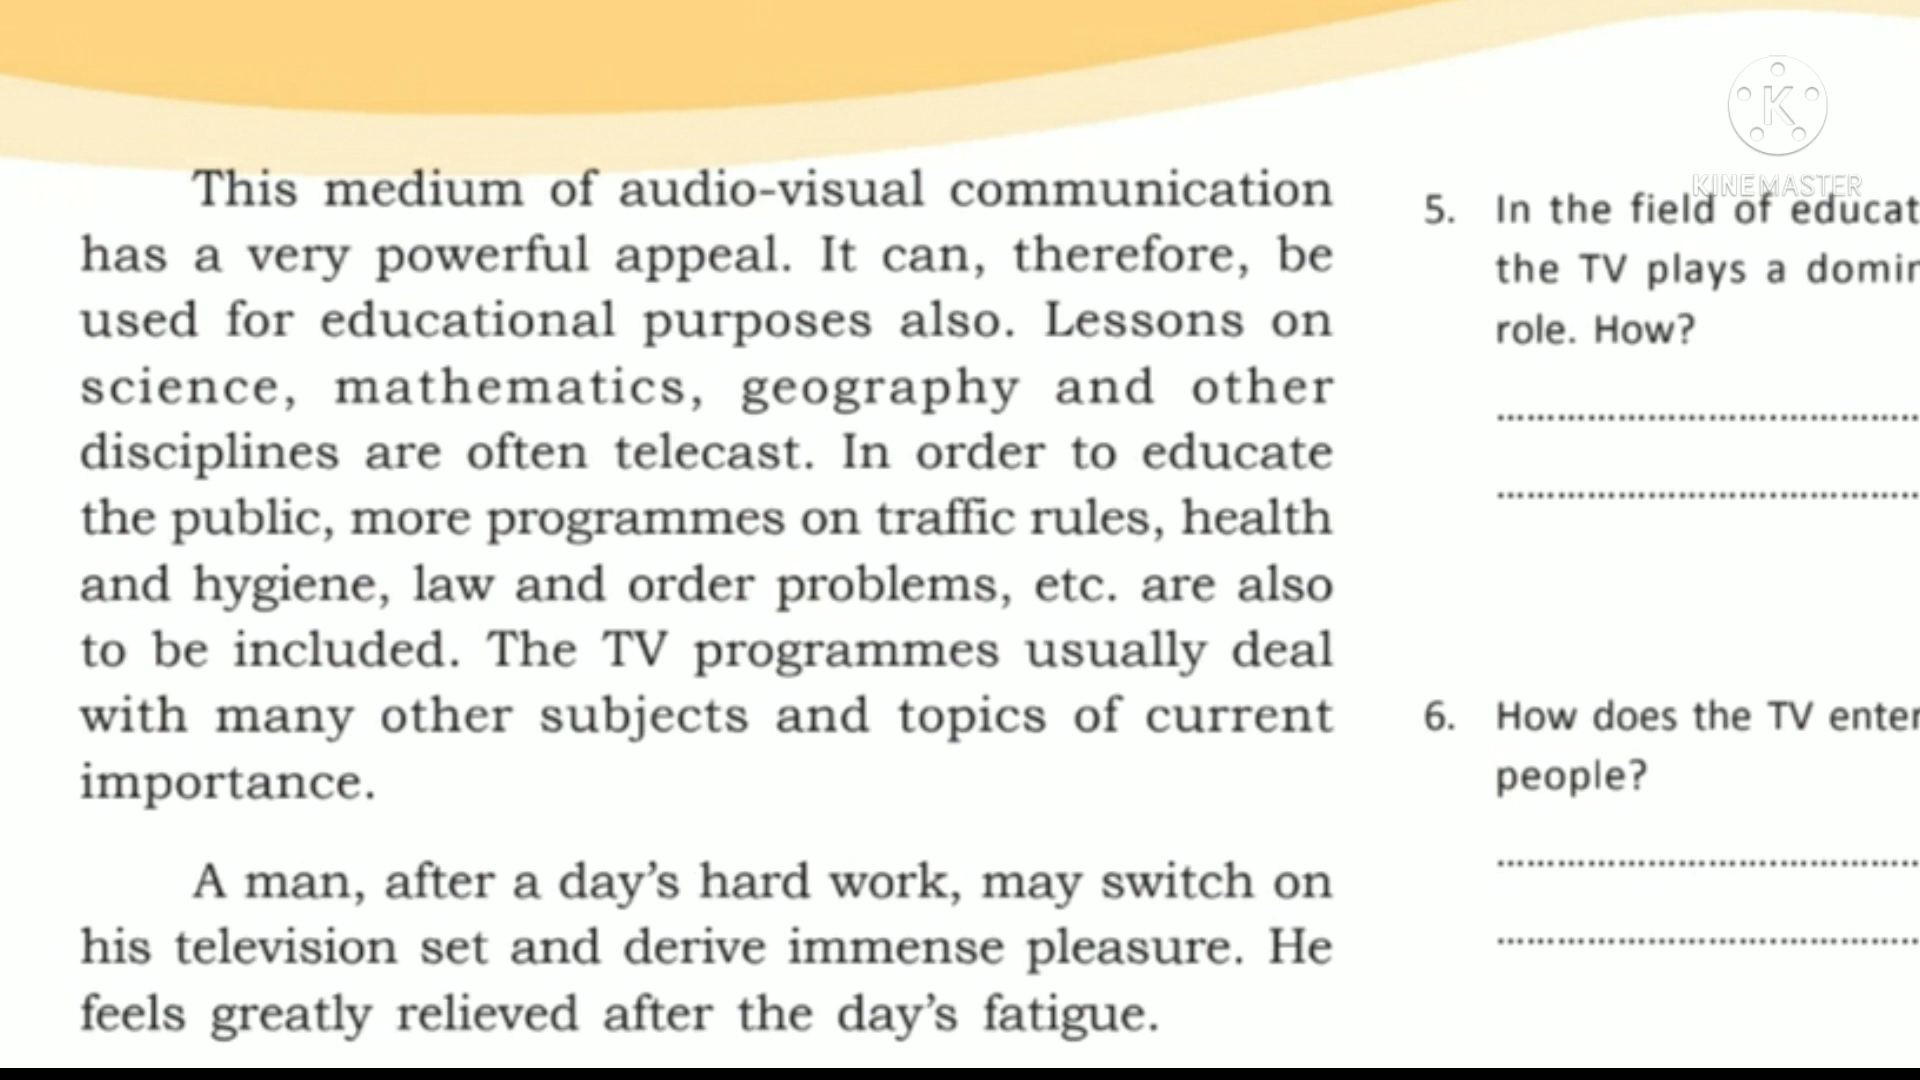 This medium of audio-visual communication
has a very powerful appeal. It can, therefore, be
used for educational purposes also. Lessons on
science, mathematics, geography and other
disciplines are often telecast. In order to educate
the public, more programmes on traffic rules, health
and hygiene, law and order problems, etc. are also
to be included. The TV programmes usually deal
with many other subjects and topics of current
importance.
A man, after a day's hard work, may switch on
his television set and derive immense pleasure. He
feels greatly relieved after the day's fatigue.
K
KINEMASTER
5. In the field of educat
the TV plays a domin
role. How?
6. How does the TV enter
people?